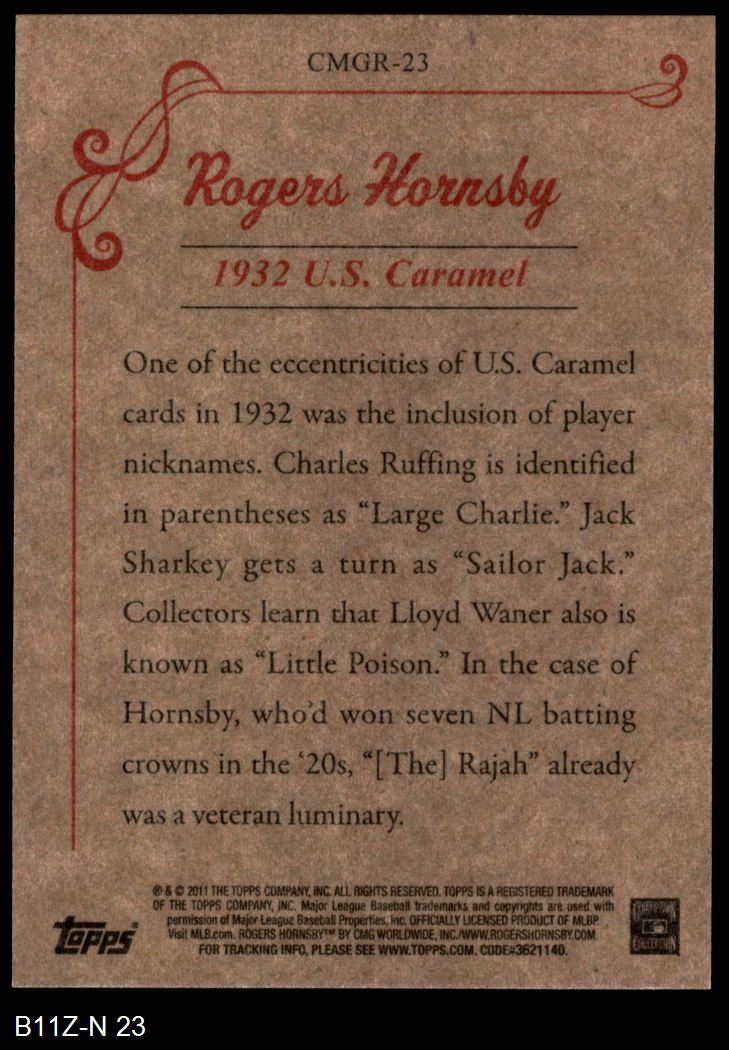 CMGR-23
Rogers Hornsby
1932 U.S. Caramel
One of the eccentricities of U.S. Caramel
cards in 1932 was the inclusion of player
nicknames. Charles Ruffing is identified
in parentheses as “Large Charlie.” Jack
Sharkey gets a turn as “Sailor Jack.”
Collectors learn that Lloyd Waner also is
known as “Little Poison.” In the case of
Hornsby, who’d won seven NL batting
crowns in the ‘20s, “[The] Rajah” already
was a veteran luminary.
® & © 2011 THE TOPPS COMPANY, INC. ALL RIGHTS RESERVED. TOPPS IS A REGISTERED TRADEMARK
OF THE TOPPS COMPANY, INC. Major League Baseball trademarks and copyrights are used with
permission of Major League Baseball Properties, Inc. OFFICIALLY LICENSED PRODUCT OF MLBP.
Visit MLB.com. ROGERS HORNSBY™ BY CMG WORLDWIDE, INC./WWW.ROGERSHORNSBY.COM.
FOR TRACKING INFO, PLEASE SEE WWW.TOPPS.COM. CODE#3621140.
Topps®
COOPERSTOWN
COLLECTION
B11Z-N 23